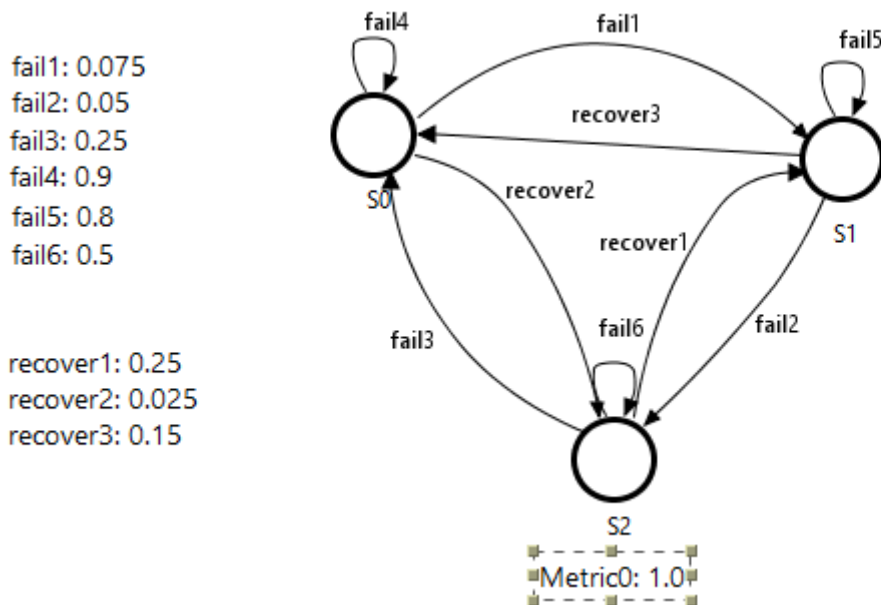 fail1: 0.075
fail2: 0.05
fail3: 0.25
fail4: 0.9
fail5: 0.8
fail6: 0.5
recover1: 0.25
recover2: 0.025
recover3: 0.15
fail4
fail1
fail5
recover3
S0
recover2
S1
recover1
fail3
fail6
fail2
S2
Metric0: 1.0